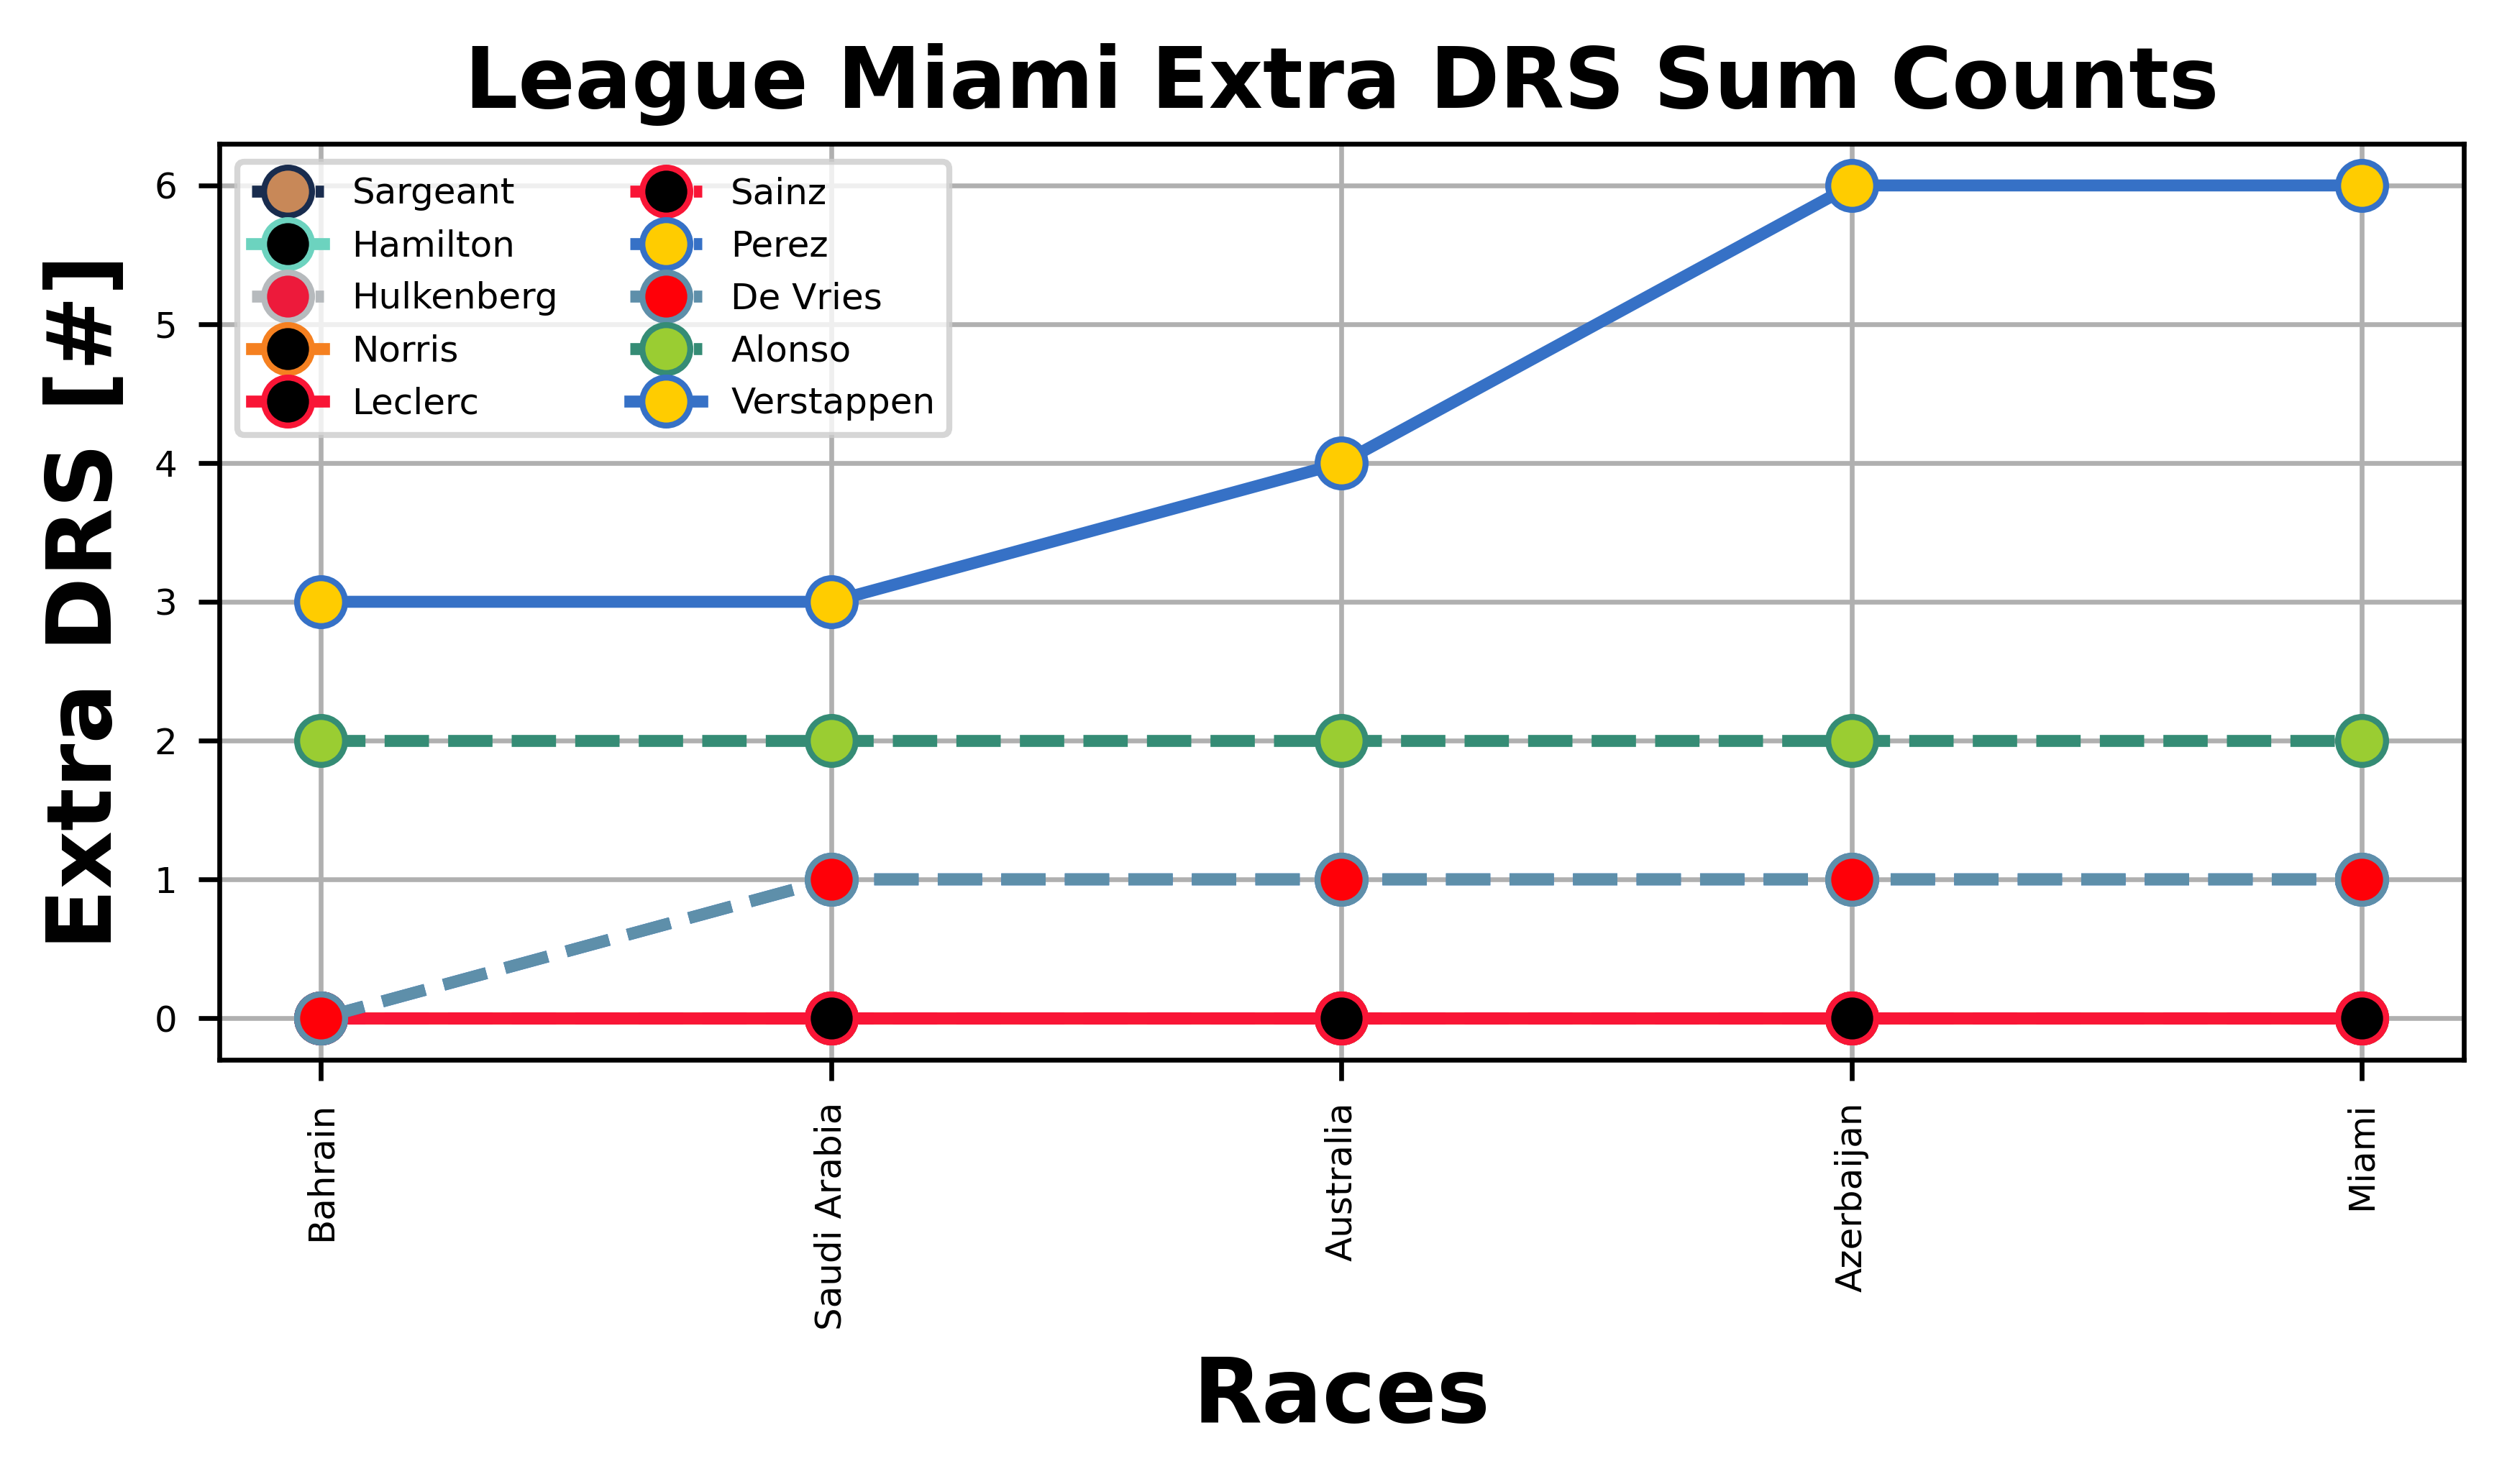 League Miami Extra DRS Sum Counts
Extra DRS [#]
6
5
4
3
2
1
0
Sargeant
Hamilton
Hulkenberg
Norris
Leclerc
Sainz
Perez
De Vries
Alonso
Verstappen
Bahrain
Saudi Arabia
Australia
Azerbaijan
Miami
Races